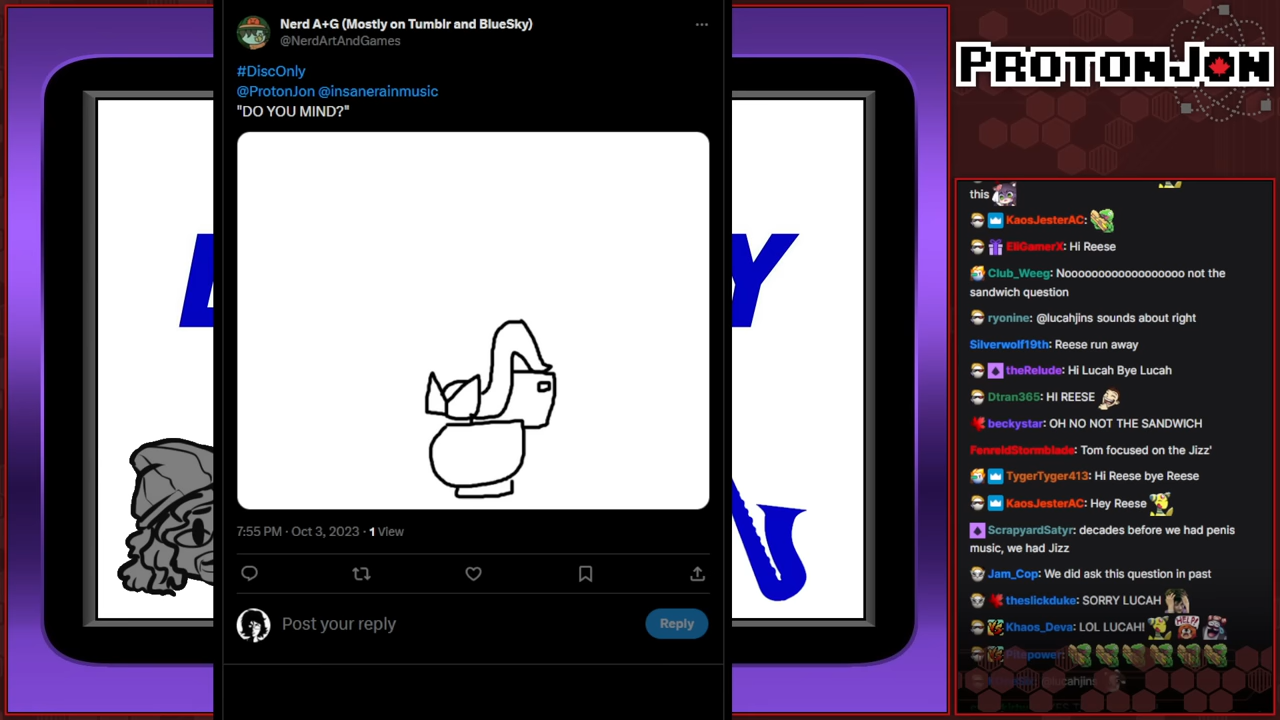 Nerd A+G (Mostly on Tumblr and BlueSky)
@NerdArtAndGames
#DiscOnly
@ProtonJon @insanerainmusic
"DO YOU MIND?"
7:55 PM · Oct 3, 2023 · 1 View
Post your reply
Reply
Y
PROTONJON
this
KaosJesterAC:
EliGamerX: Hi Reese
Club_Weeg: Noooooooooooooooooo not the
sandwich question
ryonine: @lucahjins sounds about right
Silverwolf19th: Reese run away
theRelude: Hi Lucah Bye Lucah
Dtran365: HI REESE
beckystar: OH NO NOT THE SANDWICH
FenreldStormblade: Tom focused on the Jizz'
TygerTyger413: Hi Reese bye Reese
KaosJesterAC: Hey Reese
ScrapyardSatyr: decades before we had penis
music, we had Jizz
Jam_Cop: We did ask this question in past
theslickduke: SORRY LUCAH
Khaos_Deva: LOL LUCAH! HELP!
Pitapower:
@lucahjins